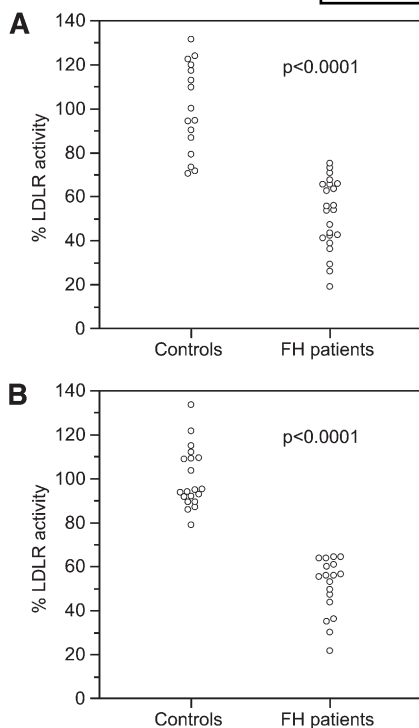 A
140
120
100
80
60
40
20
0
% LDLR activity
p<0.0001
Controls FH patients
B
140
120
100
80
60
40
20
0
% LDLR activity
p<0.0001
Controls FH patients